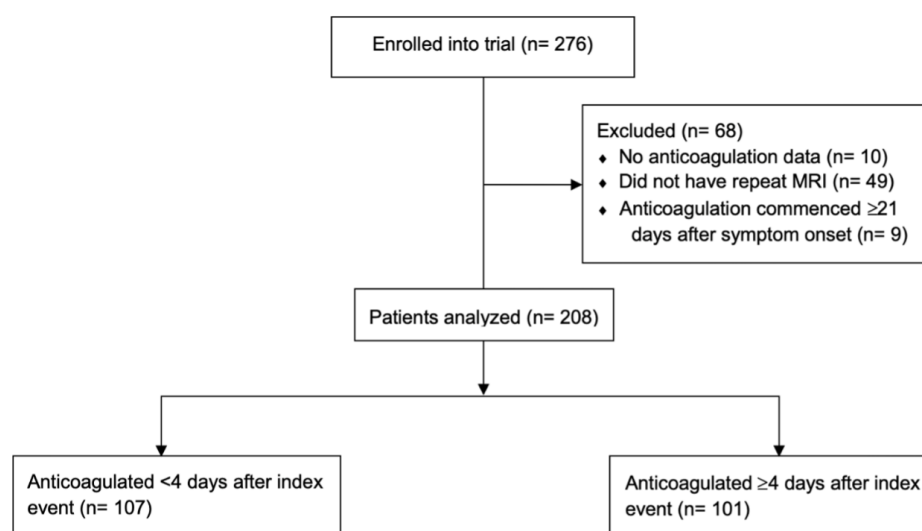 Enrolled into trial (n= 276)
Excluded (n= 68)
♦ No anticoagulation data (n= 10)
♦ Did not have repeat MRI (n= 49)
♦ Anticoagulation commenced ≥21
days after symptom onset (n= 9)
Patients analyzed (n= 208)
Anticoagulated <4 days after index
event (n= 107)
Anticoagulated ≥4 days after index
event (n= 101)